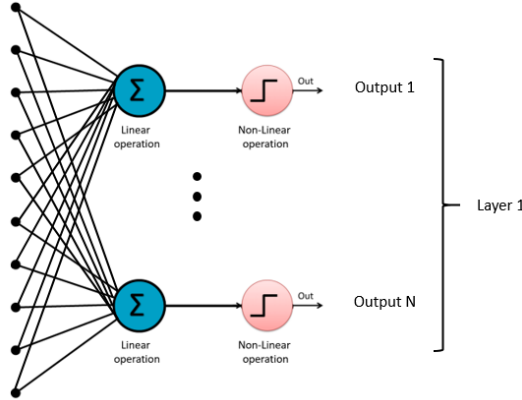 Σ
Out
Output 1
Linear
operation
Non-Linear
operation
Layer 1
Σ
Out
Output N
Linear
operation
Non-Linear
operation